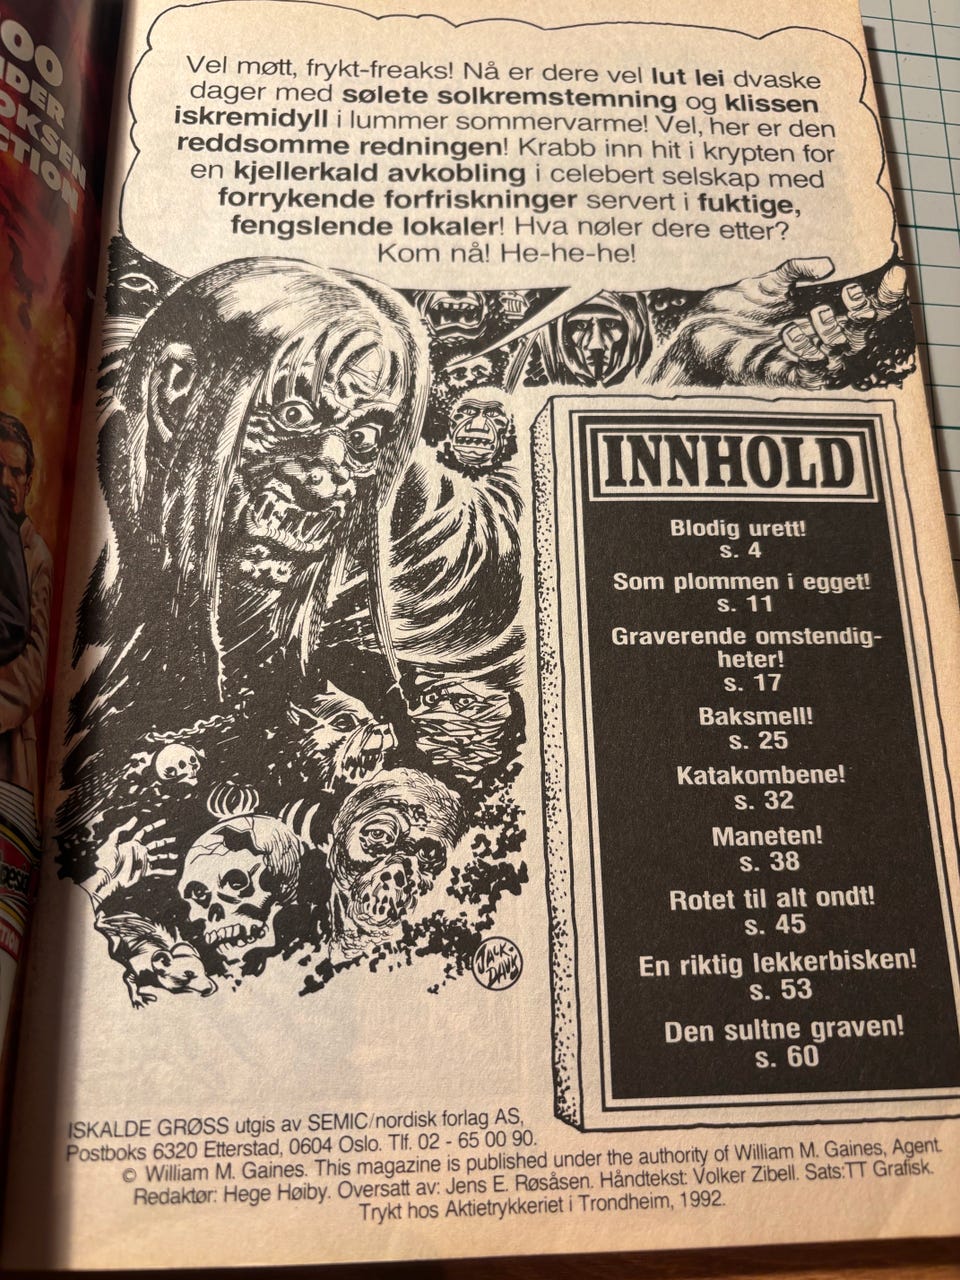 Vel møtt, frykt-freaks! Nå er dere vel lut lei dvaske
dager med sølete solkremstemning og klissen
iskremidyll i lummer sommervarme! Vel, her er den
reddsomme redningen! Krabb inn hit i krypten for
en kjellerkald avkobling i celebert selskap med
forrykende forfriskninger servert i fuktige,
fengslende lokaler! Hva nøler dere etter?
Kom nå! He-he-he!
INNHOLD
Blodig urett!
s. 4
Som plommen i egget!
s. 11
Graverende omstendig-
heter!
s. 17
Baksmell!
s. 25
Katakombene!
s. 32
Maneten!
s. 38
Rotet til alt ondt!
s. 45
En riktig lekkerbisken!
s. 53
Den sultne graven!
s. 60
JACK
DAVIS
ISKALDE GRØSS utgis av SEMIC/nordisk forlag AS,
Postboks 6320 Etterstad, 0604 Oslo. Tlf. 02 - 65 00 90.
© William M. Gaines. This magazine is published under the authority of William M. Gaines, Agent.
Redaktør: Hege Høiby. Oversatt av: Jens E. Røsåsen. Håndtekst: Volker Zibell. Sats:TT Grafisk.
Trykt hos Aktietrykkeriet i Trondheim, 1992.